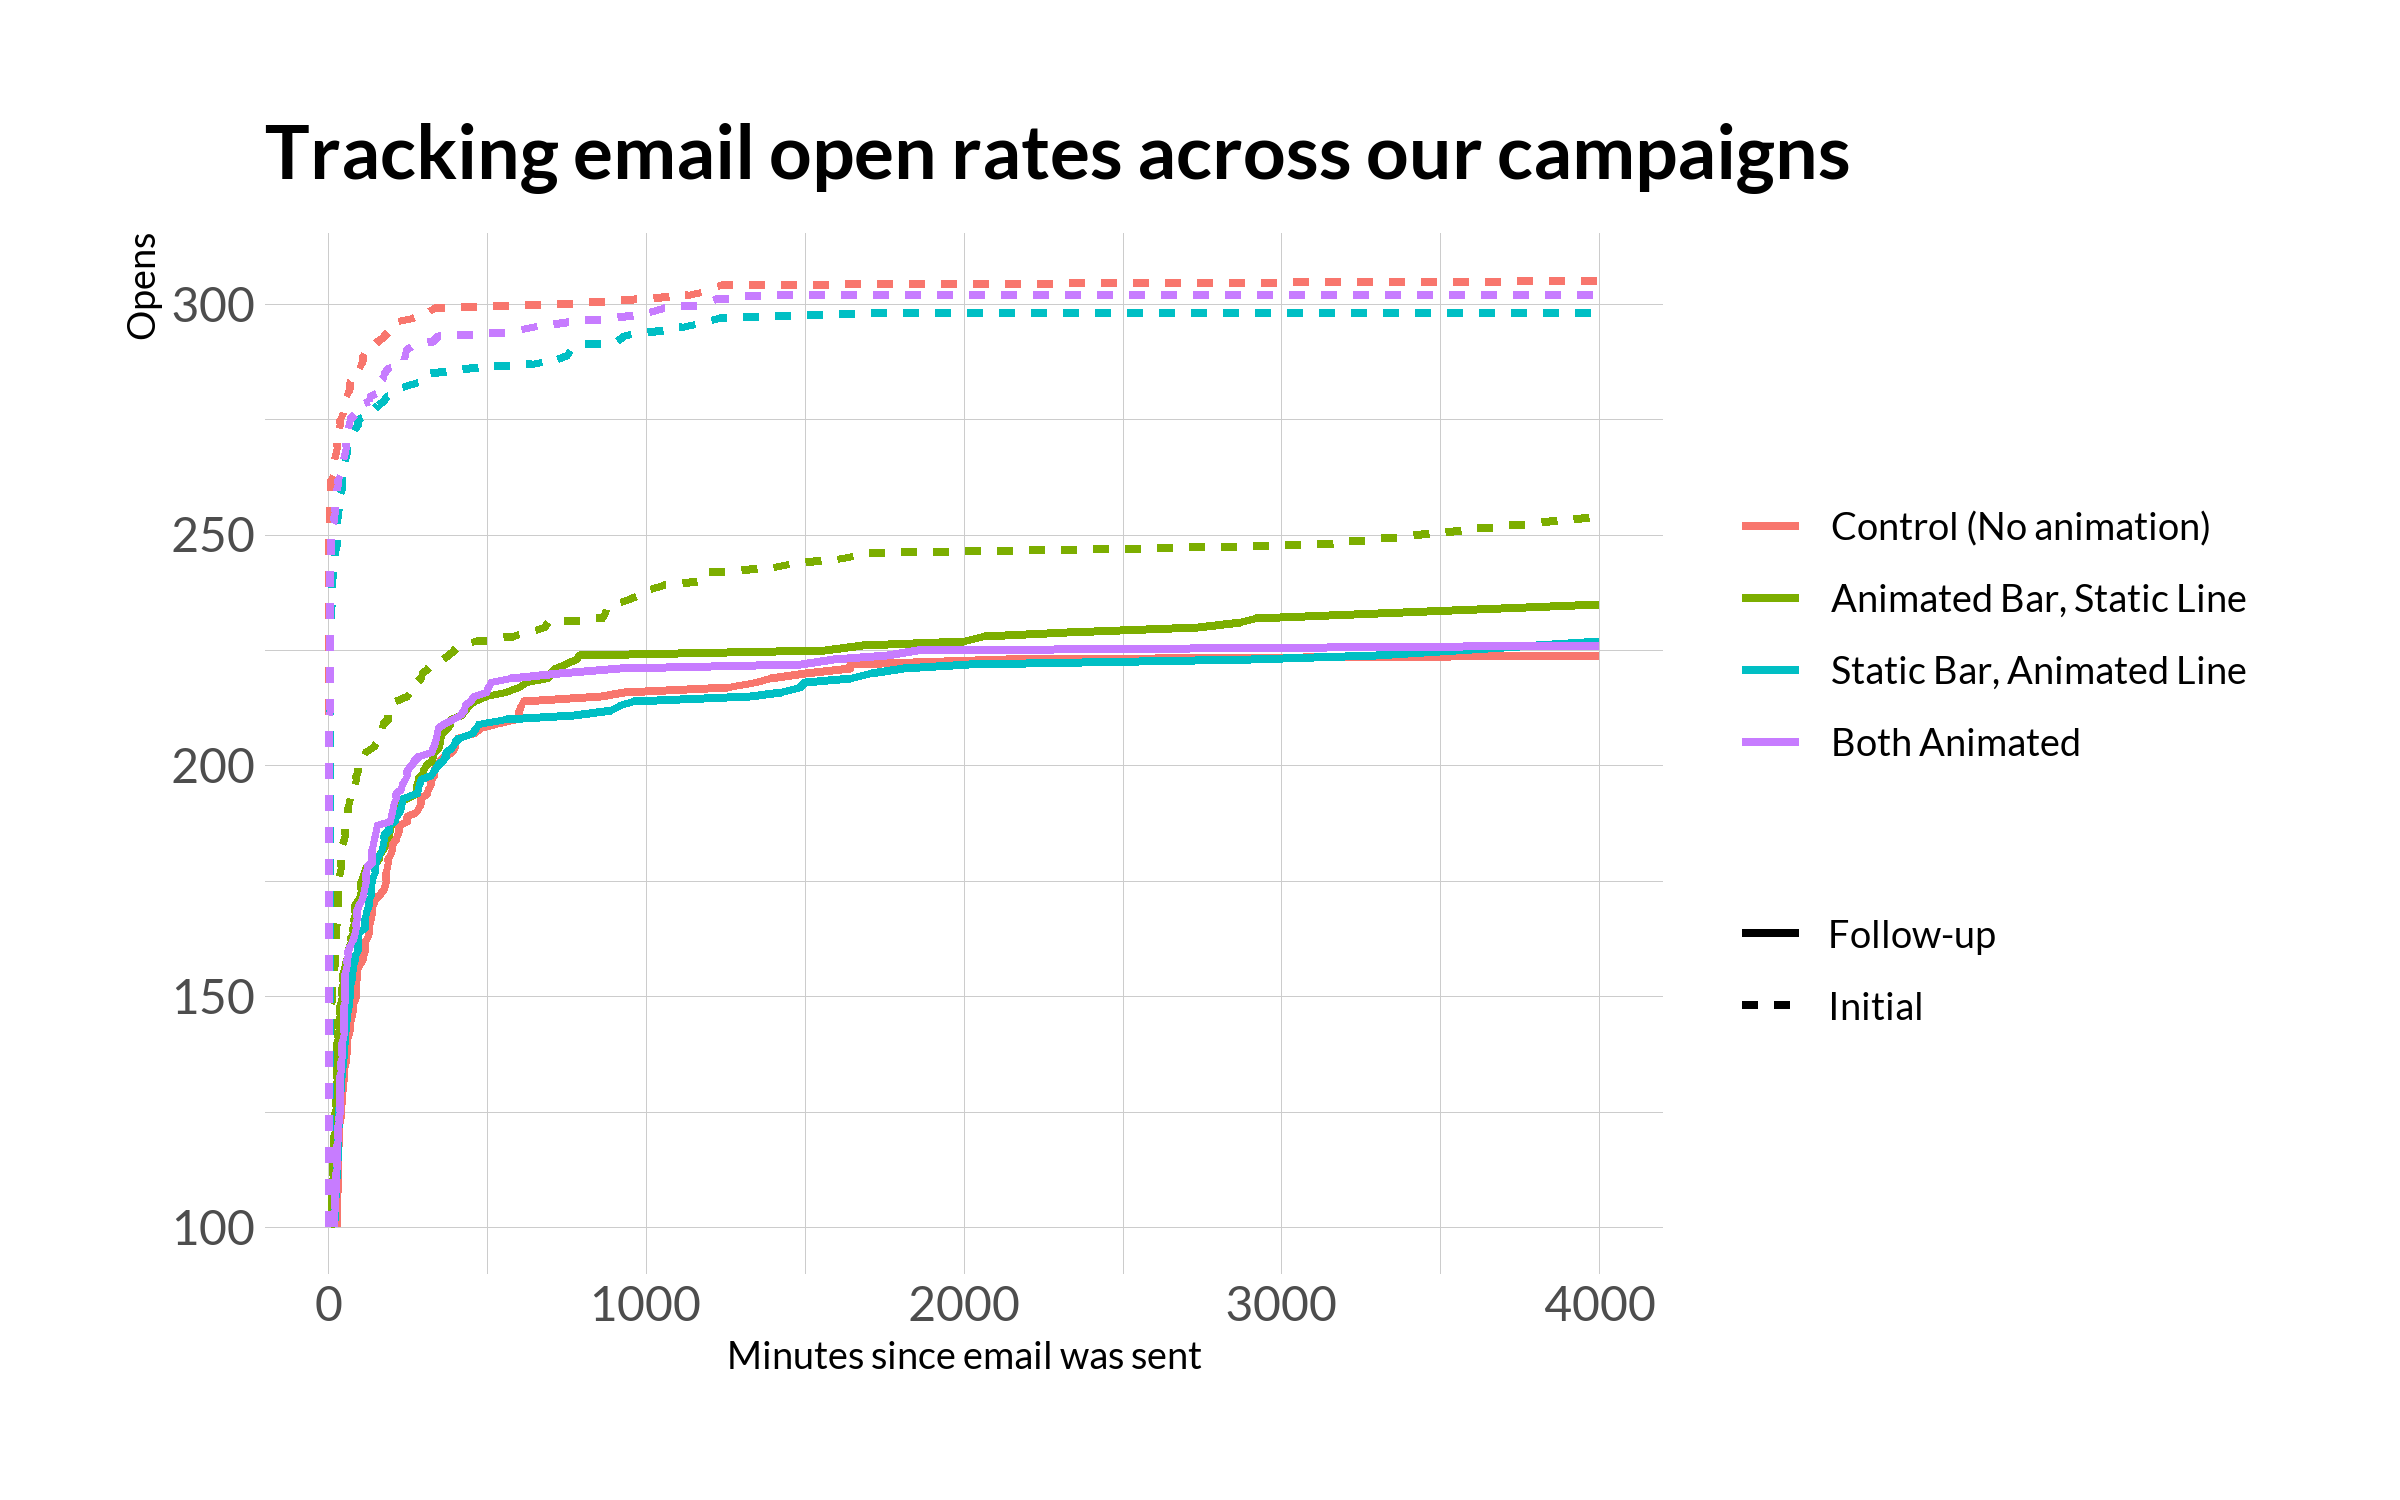 Tracking email open rates across our campaigns
Opens
300
250
200
150
100
0 1000 2000 3000 4000
Minutes since email was sent
Control (No animation)
Animated Bar, Static Line
Static Bar, Animated Line
Both Animated
Follow-up
Initial